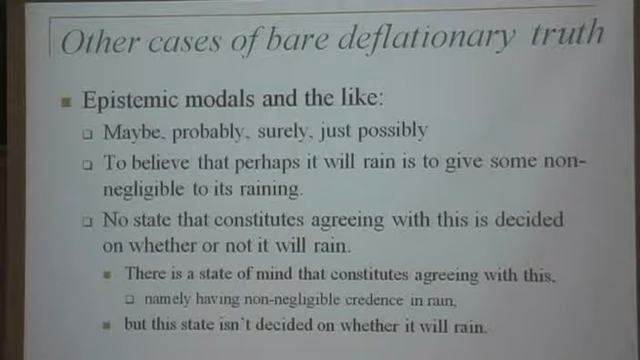 Other cases of bare deflationary truth
Epistemic modals and the like:
Maybe, probably, surely, just possibly
To believe that perhaps it will rain is to give some non-
negligible to its raining.
No state that constitutes agreeing with this is decided
on whether or not it will rain.
There is a state of mind that constitutes agreeing with this,
namely having non-negligible credence in rain,
but this state isn't decided on whether it will rain.